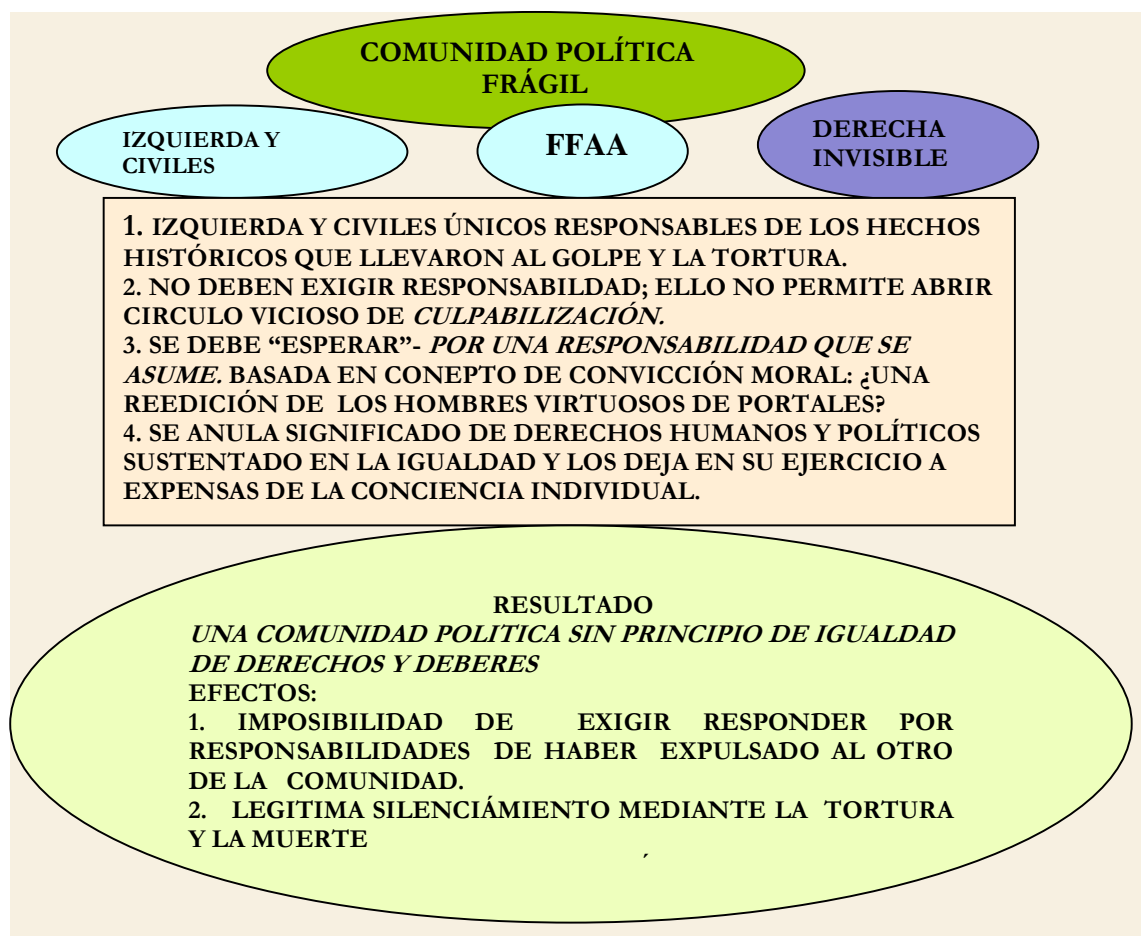 COMUNIDAD POLÍTICA
FRÁGIL
IZQUIERDA Y
CIVILES
FFAA
DERECHA
INVISIBLE
1. IZQUIERDA Y CIVILES ÚNICOS RESPONSABLES DE LOS HECHOS
HISTÓRICOS QUE LLEVARON AL GOLPE Y LA TORTURA.
2. NO DEBEN EXIGIR RESPONSABILDAD; ELLO NO PERMITE ABRIR
CIRCULO VICIOSO DE CULPABILIZACIÓN.
3. SE DEBE “ESPERAR”- POR UNA RESPONSABILIDAD QUE SE
ASUME. BASADA EN CONEPTO DE CONVICCIÓN MORAL: ¿UNA
REEDICIÓN DE LOS HOMBRES VIRTUOSOS DE PORTALES?
4. SE ANULA SIGNIFICADO DE DERECHOS HUMANOS Y POLÍTICOS
SUSTENTADO EN LA IGUALDAD Y LOS DEJA EN SU EJERCICIO A
EXPENSAS DE LA CONCIENCIA INDIVIDUAL.
RESULTADO
UNA COMUNIDAD POLITICA SIN PRINCIPIO DE IGUALDAD
DE DERECHOS Y DEBERES
EFECTOS:
1. IMPOSIBILIDAD DE EXIGIR RESPONDER POR
RESPONSABILIDADES DE HABER EXPULSADO AL OTRO
DE LA COMUNIDAD.
2. LEGITIMA SILENCIÁMIENTO MEDIANTE LA TORTURA
Y LA MUERTE